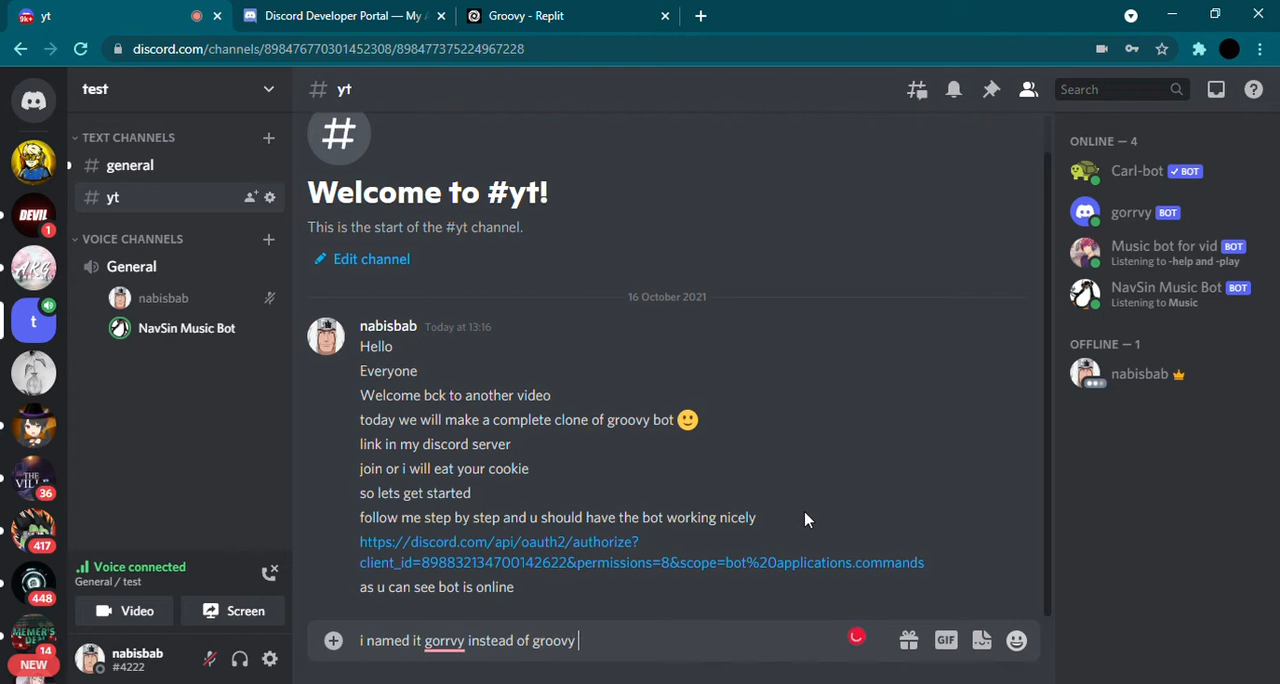 9k+ yt
Discord Developer Portal — My A
Groovy - Replit
discord.com/channels/898476770301452308/898477375224967228
test
# yt
Search
TEXT CHANNELS
# general
# yt
VOICE CHANNELS
General
nabisbab
NavSin Music Bot
DEVIL
1
t
THE
VILL
36
417
448
MEMER'S
14
NEW
Voice connected
General / test
Video
Screen
nabisbab
#4222
#
Welcome to #yt!
This is the start of the #yt channel.
Edit channel
16 October 2021
nabisbab Today at 13:16
Hello
Everyone
Welcome bck to another video
today we will make a complete clone of groovy bot
link in my discord server
join or i will eat your cookie
so lets get started
follow me step by step and u should have the bot working nicely
https://discord.com/api/oauth2/authorize?
client_id=898832134700142622&permissions=8&scope=bot%20applications.commands
as u can see bot is online
i named it gorrvy instead of groovy
GIF
ONLINE — 4
Carl-bot ✓ BOT
gorrvy BOT
Music bot for vid BOT
Listening to -help and -play
NavSin Music Bot BOT
Listening to Music
OFFLINE — 1
nabisbab